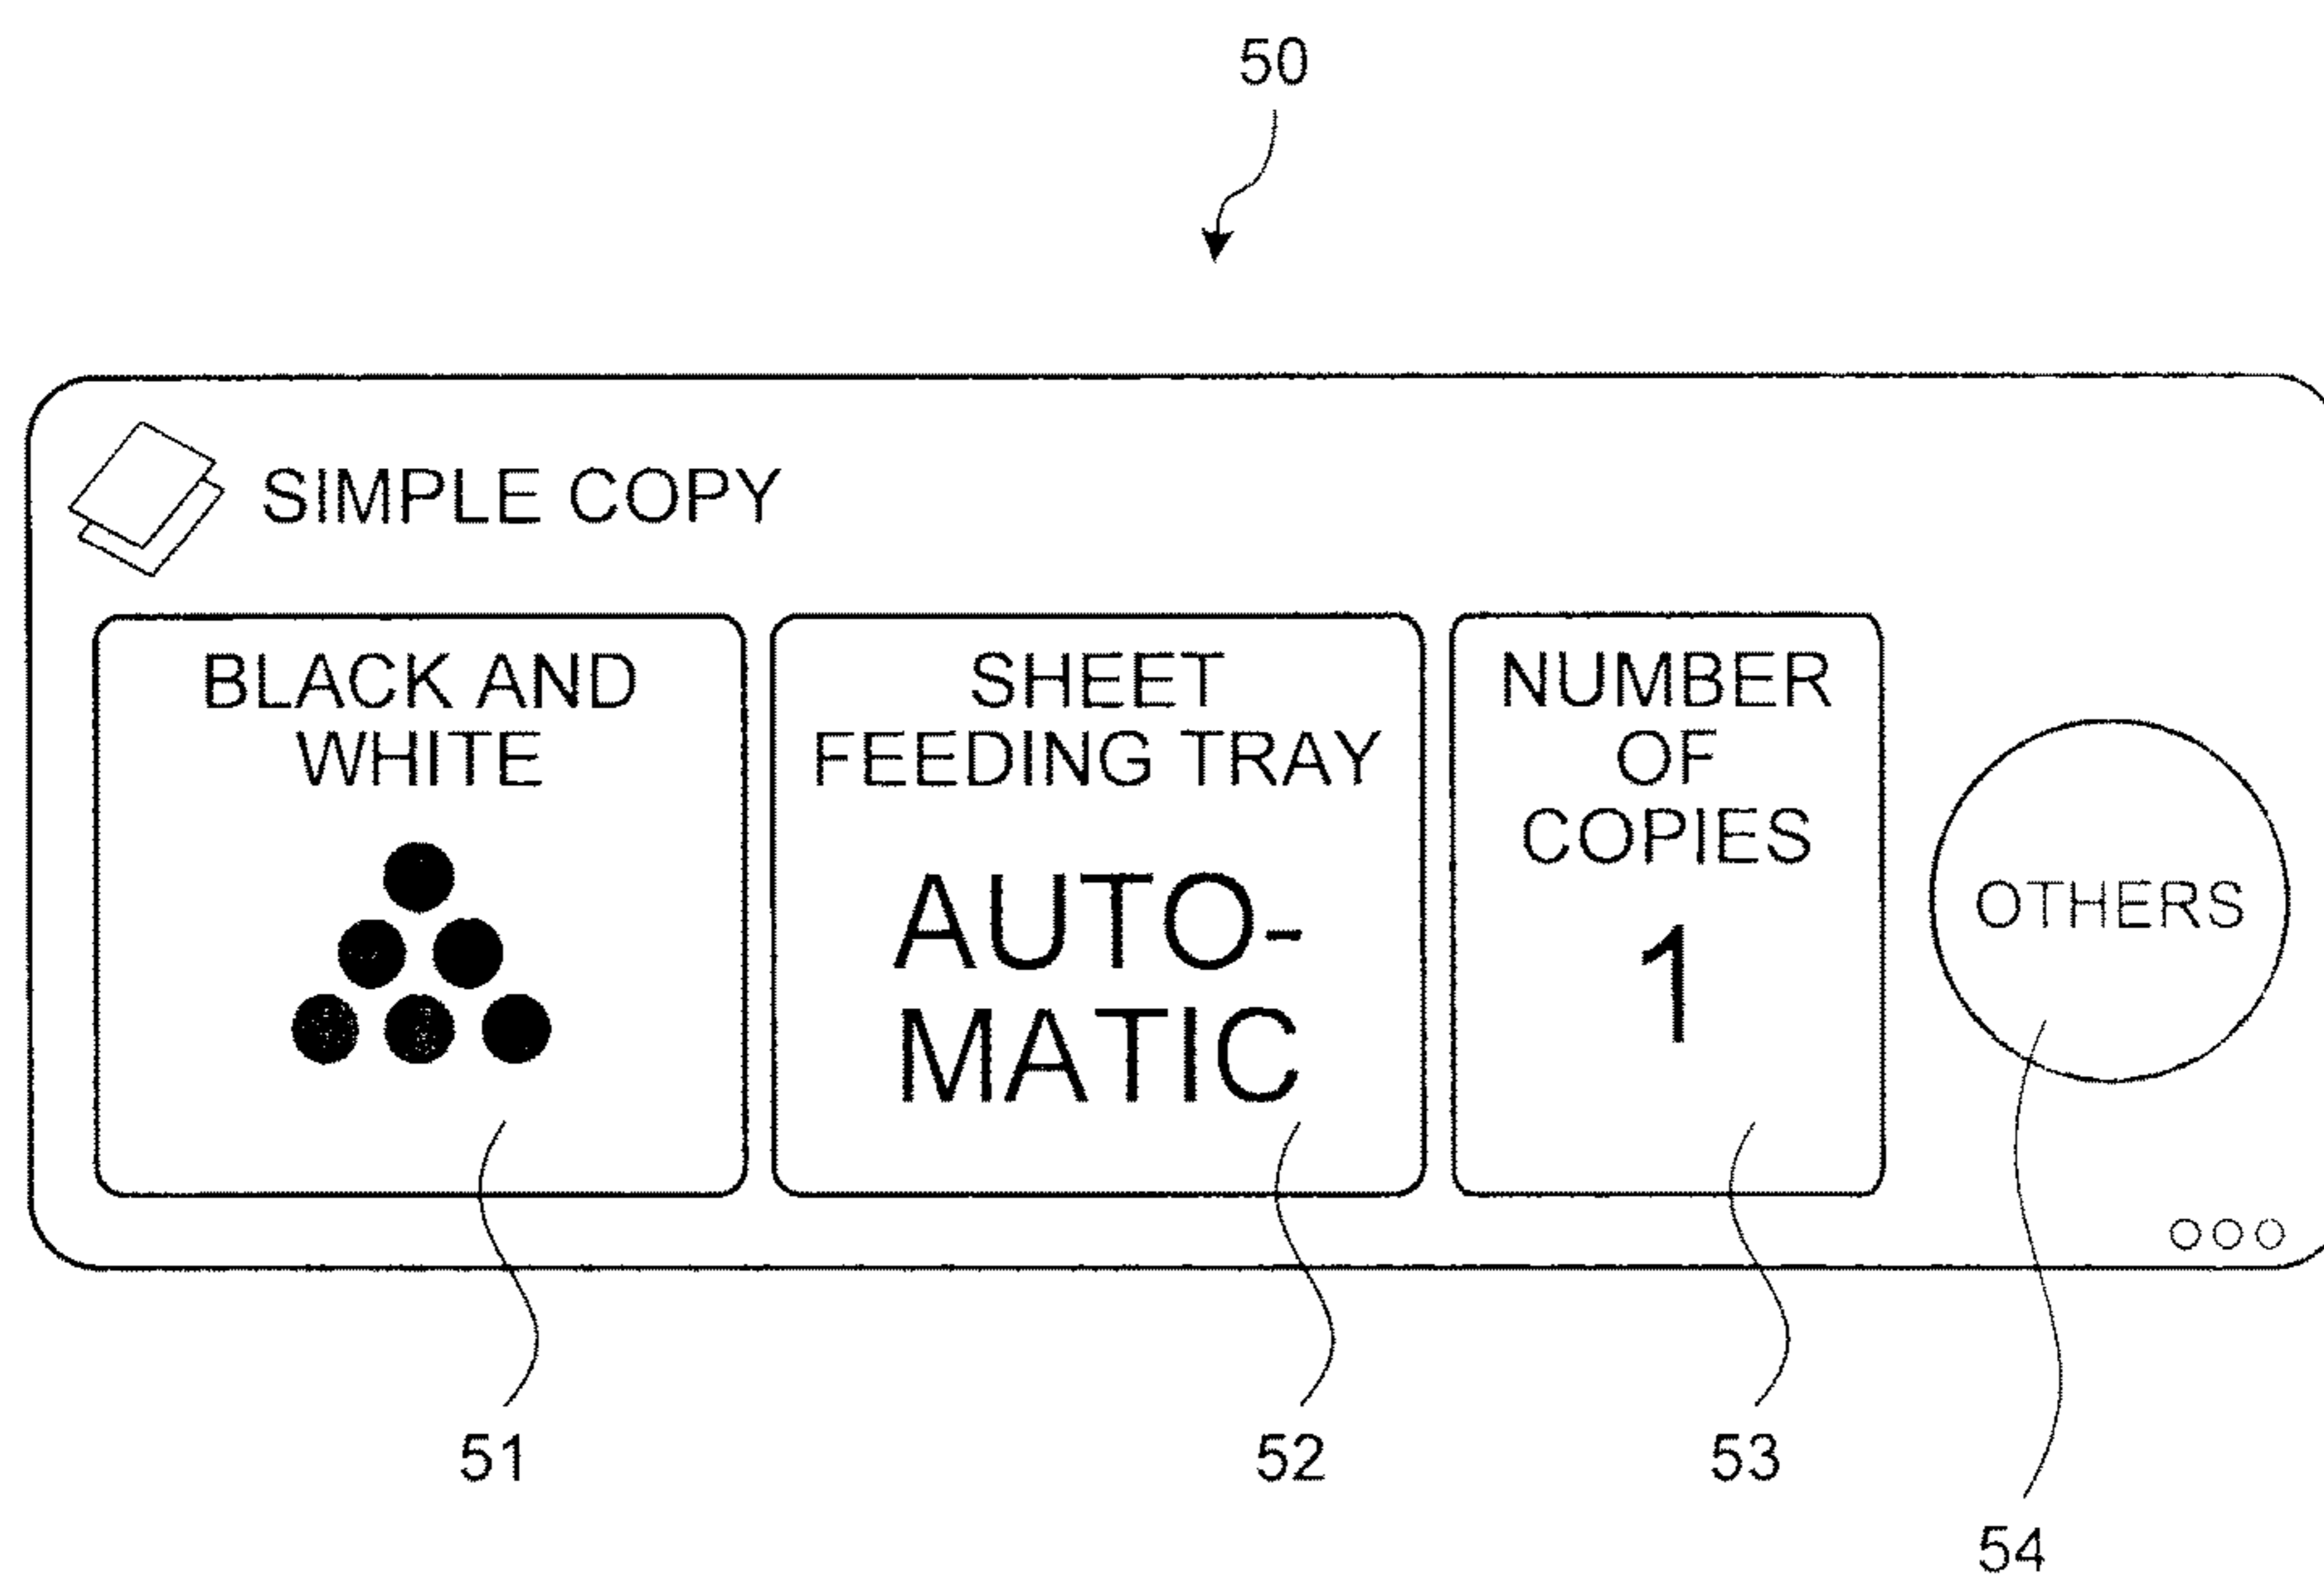 50
SIMPLE COPY
BLACK AND
WHITE
SHEET
FEEDING TRAY
AUTO-
MATIC
NUMBER
OF
COPIES
1
OTHERS
51
52
53
54